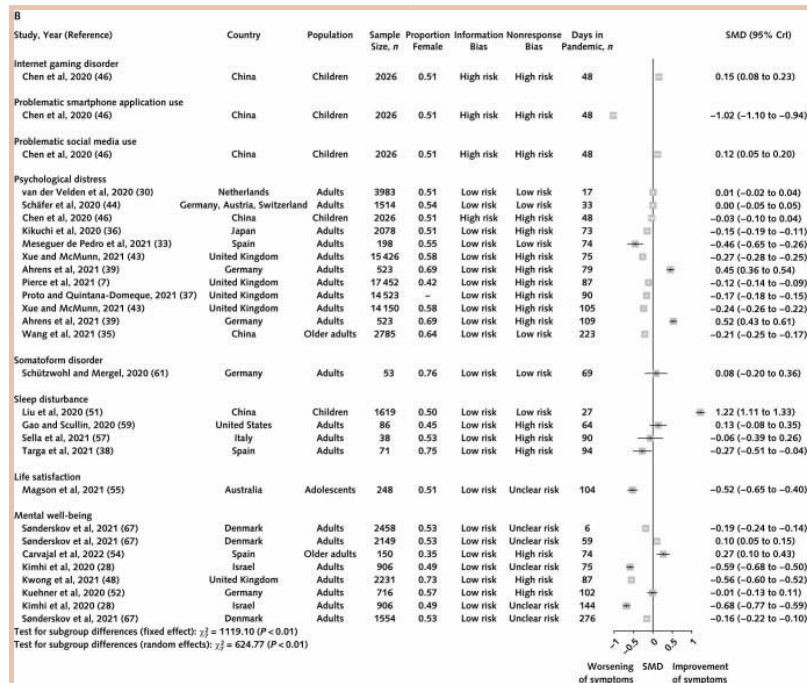 B
Study, Year (Reference) Country Population Sample Size, n Proportion Female Information Bias Nonresponse Bias Days in Pandemic, n SMD (95% CrI)
Internet gaming disorder
Chen et al, 2020 (46) China Children 2026 0.51 High risk High risk 48 0.15 (0.08 to 0.23)
Problematic smartphone application use
Chen et al, 2020 (46) China Children 2026 0.51 High risk High risk 48 −1.02 (−1.10 to −0.94)
Problematic social media use
Chen et al, 2020 (46) China Children 2026 0.51 High risk High risk 48 0.12 (0.05 to 0.20)
Psychological distress
van der Velden et al, 2020 (30) Netherlands Adults 3983 0.51 Low risk Low risk 17 0.01 (−0.02 to 0.04)
Schäfer et al, 2020 (44) Germany, Austria, Switzerland Adults 1514 0.54 Low risk Low risk 33 0.00 (−0.05 to 0.05)
Chen et al, 2020 (46) China Children 2026 0.51 High risk High risk 48 −0.03 (−0.10 to 0.04)
Kikuchi et al, 2020 (36) Japan Adults 2078 0.51 Low risk High risk 73 −0.15 (−0.19 to −0.11)
Meseguer de Pedro et al, 2021 (33) Spain Adults 198 0.55 Low risk Low risk 74 −0.46 (−0.65 to −0.26)
Xue and McMunn, 2021 (43) United Kingdom Adults 15 426 0.58 Low risk High risk 75 −0.27 (−0.28 to −0.25)
Ahrens et al, 2021 (39) Germany Adults 523 0.69 Low risk High risk 79 0.45 (0.36 to 0.54)
Pierce et al, 2021 (7) United Kingdom Adults 17 452 0.42 Low risk High risk 87 −0.12 (−0.14 to −0.09)
Proto and Quintana-Domeque, 2021 (37) United Kingdom Adults 14 523 – Low risk High risk 90 −0.17 (−0.18 to −0.15)
Xue and McMunn, 2021 (43) United Kingdom Adults 14 150 0.58 Low risk High risk 105 −0.24 (−0.26 to −0.22)
Ahrens et al, 2021 (39) Germany Adults 523 0.69 Low risk High risk 109 0.52 (0.43 to 0.61)
Wang et al, 2021 (35) China Older adults 2785 0.64 Low risk Low risk 223 −0.21 (−0.25 to −0.17)
Somatoform disorder
Schützwohl and Mergel, 2020 (61) Germany Adults 53 0.76 Low risk Low risk 69 0.08 (−0.20 to 0.36)
Sleep disturbance
Liu et al, 2020 (51) China Children 1619 0.50 Low risk Low risk 27 1.22 (1.11 to 1.33)
Gao and Scullin, 2020 (59) United States Adults 86 0.45 Low risk High risk 64 0.13 (−0.08 to 0.35)
Sella et al, 2021 (57) Italy Adults 38 0.53 Low risk High risk 90 −0.06 (−0.39 to 0.26)
Targa et al, 2021 (38) Spain Adults 71 0.75 Low risk High risk 94 −0.27 (−0.51 to −0.04)
Life satisfaction
Magson et al, 2021 (55) Australia Adolescents 248 0.51 Low risk Unclear risk 104 −0.52 (−0.65 to −0.40)
Mental well-being
Sønderskov et al, 2021 (67) Denmark Adults 2458 0.53 Low risk Unclear risk 6 −0.19 (−0.24 to −0.14)
Sønderskov et al, 2021 (67) Denmark Adults 2149 0.53 Low risk Unclear risk 59 0.10 (0.05 to 0.15)
Carvajal et al, 2022 (54) Spain Older adults 150 0.35 Low risk High risk 74 0.27 (0.10 to 0.43)
Kimhi et al, 2020 (28) Israel Adults 906 0.49 Low risk Unclear risk 75 −0.59 (−0.68 to −0.50)
Kwong et al, 2021 (48) United Kingdom Adults 2231 0.73 Low risk High risk 87 −0.56 (−0.60 to −0.52)
Kuehner et al, 2020 (52) Germany Adults 716 0.57 Low risk High risk 102 −0.01 (−0.13 to 0.11)
Kimhi et al, 2020 (28) Israel Adults 906 0.49 Low risk Unclear risk 144 −0.68 (−0.77 to −0.59)
Sønderskov et al, 2021 (67) Denmark Adults 1554 0.53 Low risk Unclear risk 276 −0.16 (−0.22 to −0.10)
Test for subgroup differences (fixed effect): χ²₇ = 1119.10 (P < 0.01)
Test for subgroup differences (random effects): χ²₇ = 624.77 (P < 0.01)
−1 −0.5 0 0.5 1
Worsening of symptoms SMD Improvement of symptoms